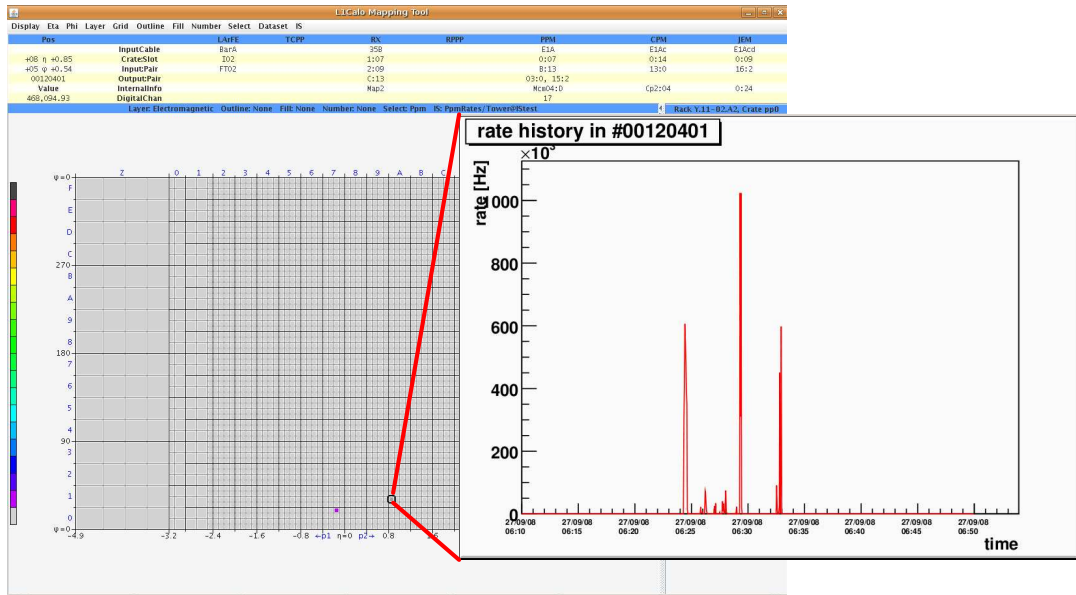 L1Calo Mapping Tool
Display Eta Phi Layer Grid Outline Fill Number Select Dataset IS
Pos LArFE TCPP RX RPPP PPM CPM JEM
InputCable BarA 35B E1A E1Ac E1Acd
+08 η +0.85 Crate:Slot I02 1:07 0:07 0:14 0:09
+05 φ +0.54 Input:Pair FT02 2:09 B:13 13:0 16:2
00120401 Output:Pair C:13 03:0, 15:2
Value InternalInfo Map2 Mcm04:D Cp2:04 0:24
468,094.93 DigitalChan 17
Layer: Electromagnetic Outline: None Fill: None Number: None Select: Ppm IS: PpmRates/Tower@IStest Rack Y.11-02.A2, Crate pp0
rate history in #00120401
×10³
rate [Hz]
1000
800
600
400
200
0
27/09/08 27/09/08 27/09/08 27/09/08 27/09/08 27/09/08 27/09/08 27/09/08 27/09/08
06:10 06:15 06:20 06:25 06:30 06:35 06:40 06:45 06:50
time
Z 0 1 2 3 4 5 6 7 8 9 A B C
φ=0
F
E
D
C
270
B
A
9
8
180
7
6
5
4
90
3
2
1
0
φ=0
-4.9 -3.2 -2.4 -1.6 -0.8 ←p1 η=0 p2→ 0.8